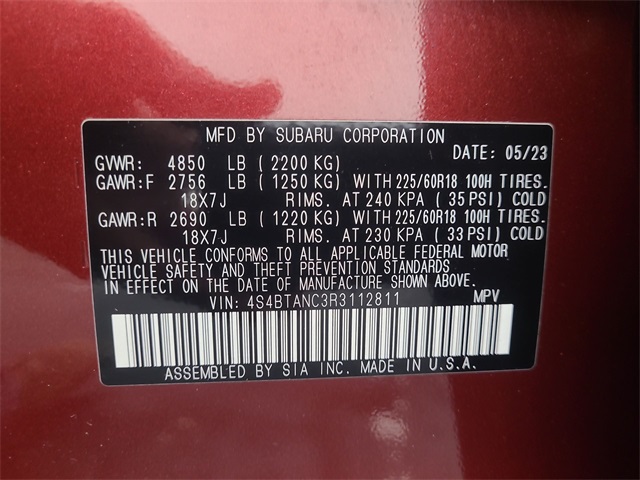 MFD BY SUBARU CORPORATION
GVWR: 4850 LB (2200 KG) DATE: 05/23
GAWR:F 2756 LB (1250 KG) WITH 225/60R18 100H TIRES.
18X7J RIMS. AT 240 KPA (35 PSI) COLD
GAWR:R 2690 LB (1220 KG) WITH 225/60R18 100H TIRES.
18X7J RIMS. AT 230 KPA (33 PSI) COLD
THIS VEHICLE CONFORMS TO ALL APPLICABLE FEDERAL MOTOR
VEHICLE SAFETY AND THEFT PREVENTION STANDARDS
IN EFFECT ON THE DATE OF MANUFACTURE SHOWN ABOVE.
VIN: 4S4BTANC3R3112811 MPV
ASSEMBLED BY SIA INC. MADE IN U.S.A.